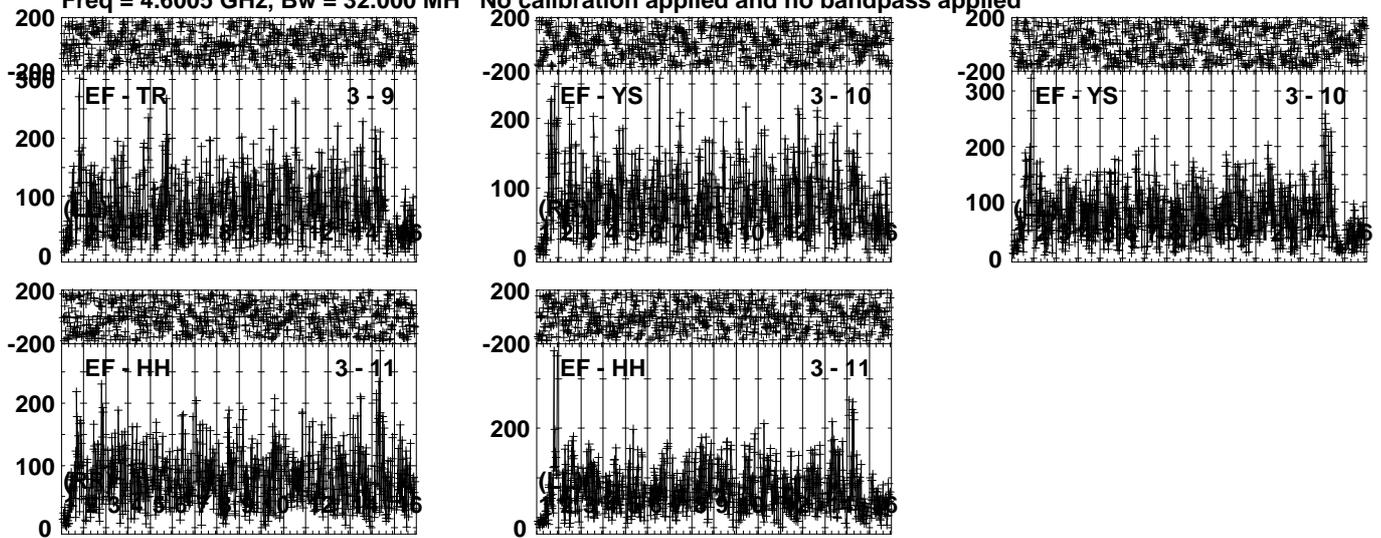 Freq = 4.6005 GHz, Bw = 32.000 MH No calibration applied and no bandpass applied
200 200 200
-200 -200 -200
300 300
EF - TR 3 - 9 EF - YS 3 - 10 EF - YS 3 - 10
200 200 200
100 100 100
0 0 0
200 200
-200 -200
EF - HH 3 - 11 EF - HH 3 - 11
200 200
100
0 0